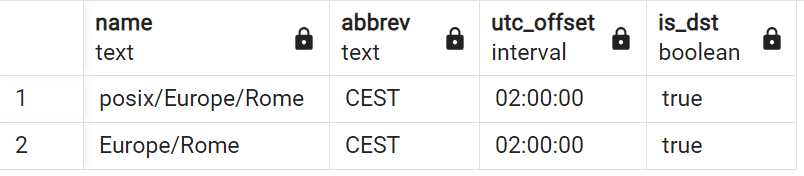 name abbrev utc_offset is_dst
text text interval boolean
1 posix/Europe/Rome CEST 02:00:00 true
2 Europe/Rome CEST 02:00:00 true